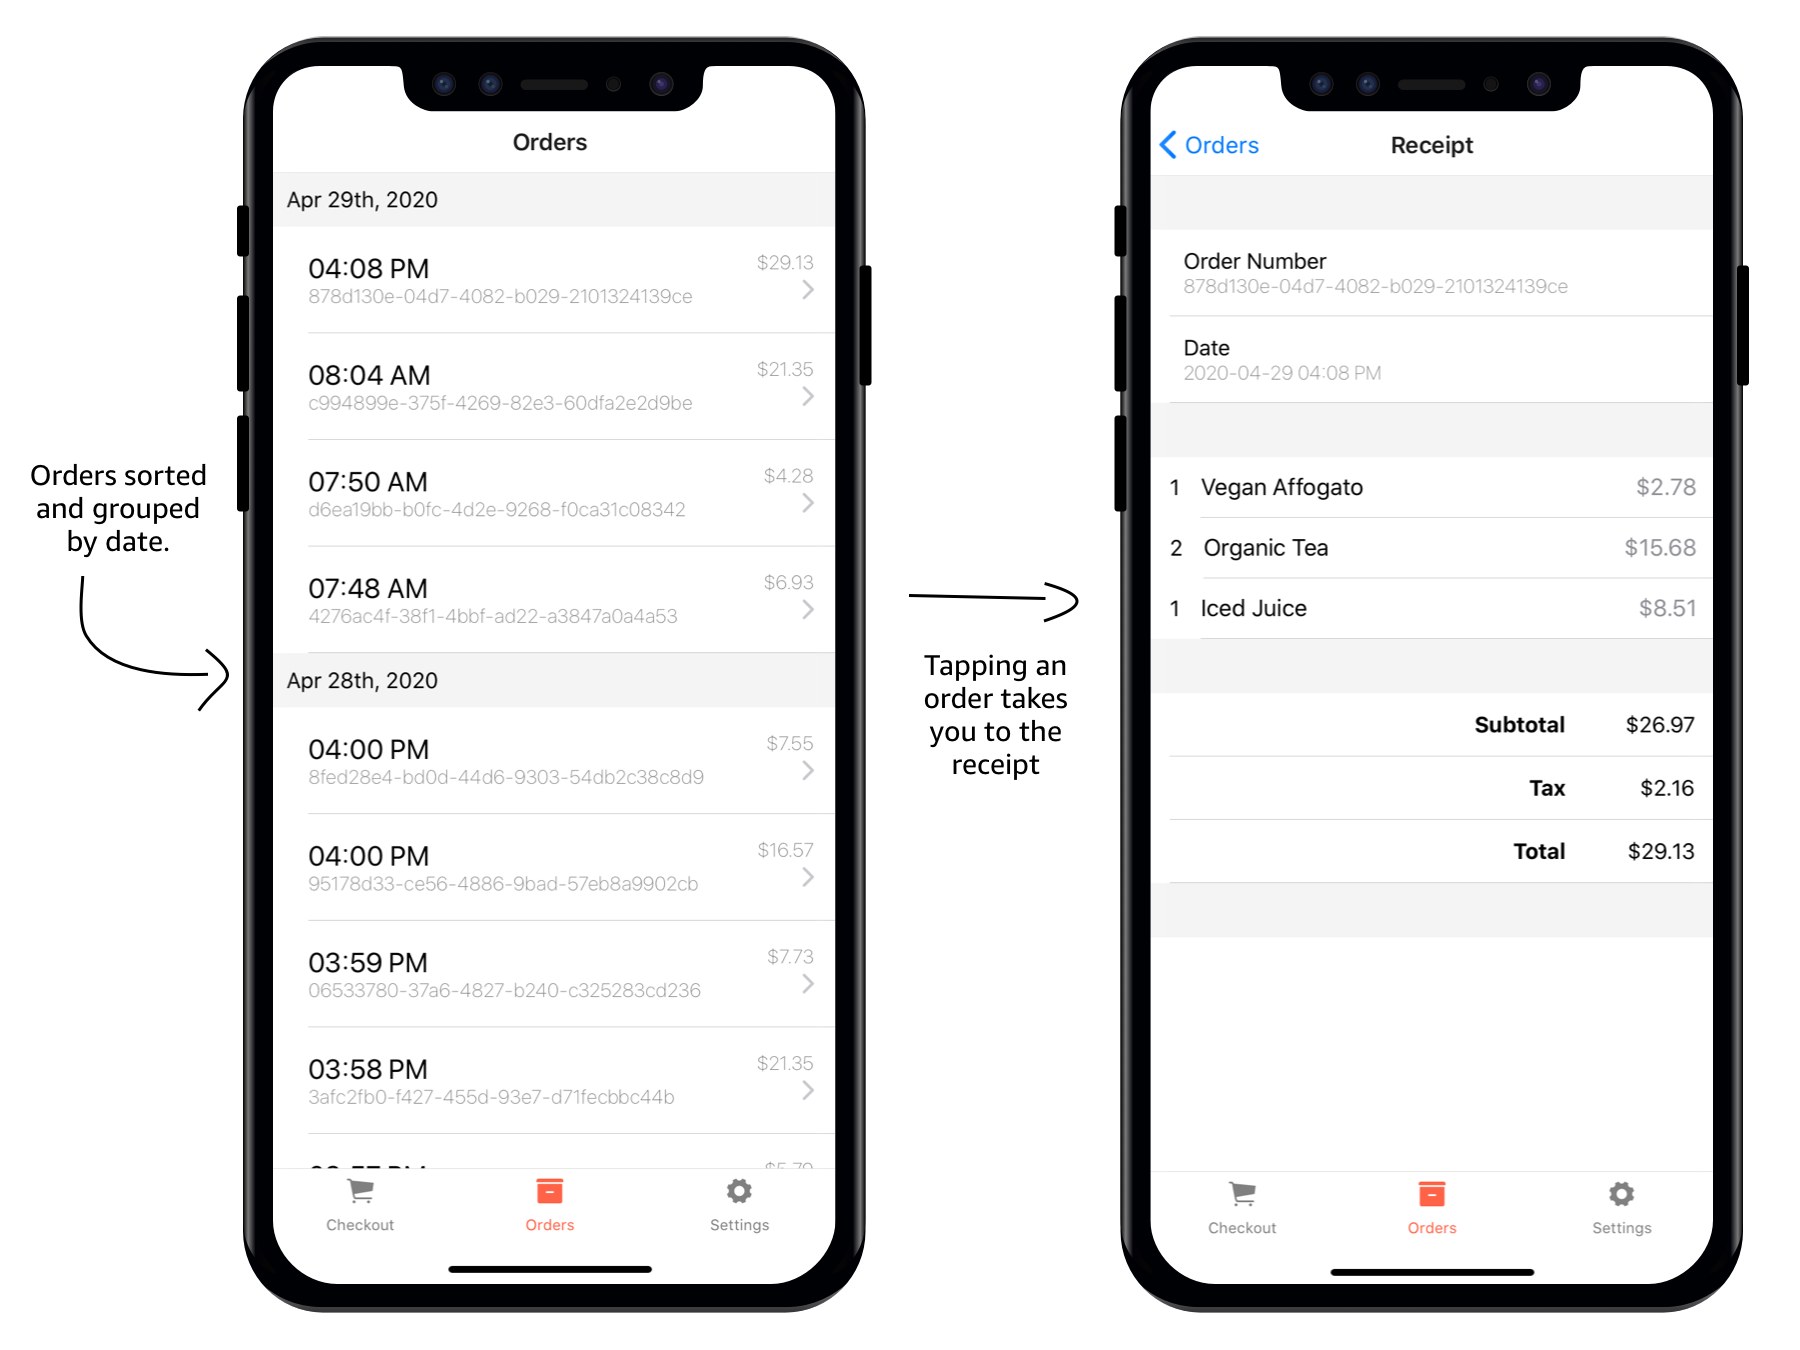 Orders sorted
and grouped
by date.
Orders
Apr 29th, 2020
04:08 PM
$29.13
878d130e-04d7-4082-b029-2101324139ce
08:04 AM
$21.35
c994899e-375f-4269-82e3-60dfa2e2d9be
07:50 AM
$4.28
d6ea19bb-b0fc-4d2e-9268-f0ca31c08342
07:48 AM
$6.93
4276ac4f-38f1-4bbf-ad22-a3847a0a4a53
Apr 28th, 2020
04:00 PM
$7.55
8fed28e4-bd0d-44d6-9303-54db2c38c8d9
04:00 PM
$16.57
95178d33-ce56-4886-9bad-57eb8a9902cb
03:59 PM
$7.73
06533780-37a6-4827-b240-c325283cd236
03:58 PM
$21.35
3afc2fb0-f427-455d-93e7-d71fecbbc44b
Checkout
Orders
Settings
Tapping an
order takes
you to the
receipt
Orders
Receipt
Order Number
878d130e-04d7-4082-b029-2101324139ce
Date
2020-04-29 04:08 PM
1 Vegan Affogato $2.78
2 Organic Tea $15.68
1 Iced Juice $8.51
Subtotal $26.97
Tax $2.16
Total $29.13
Checkout
Orders
Settings